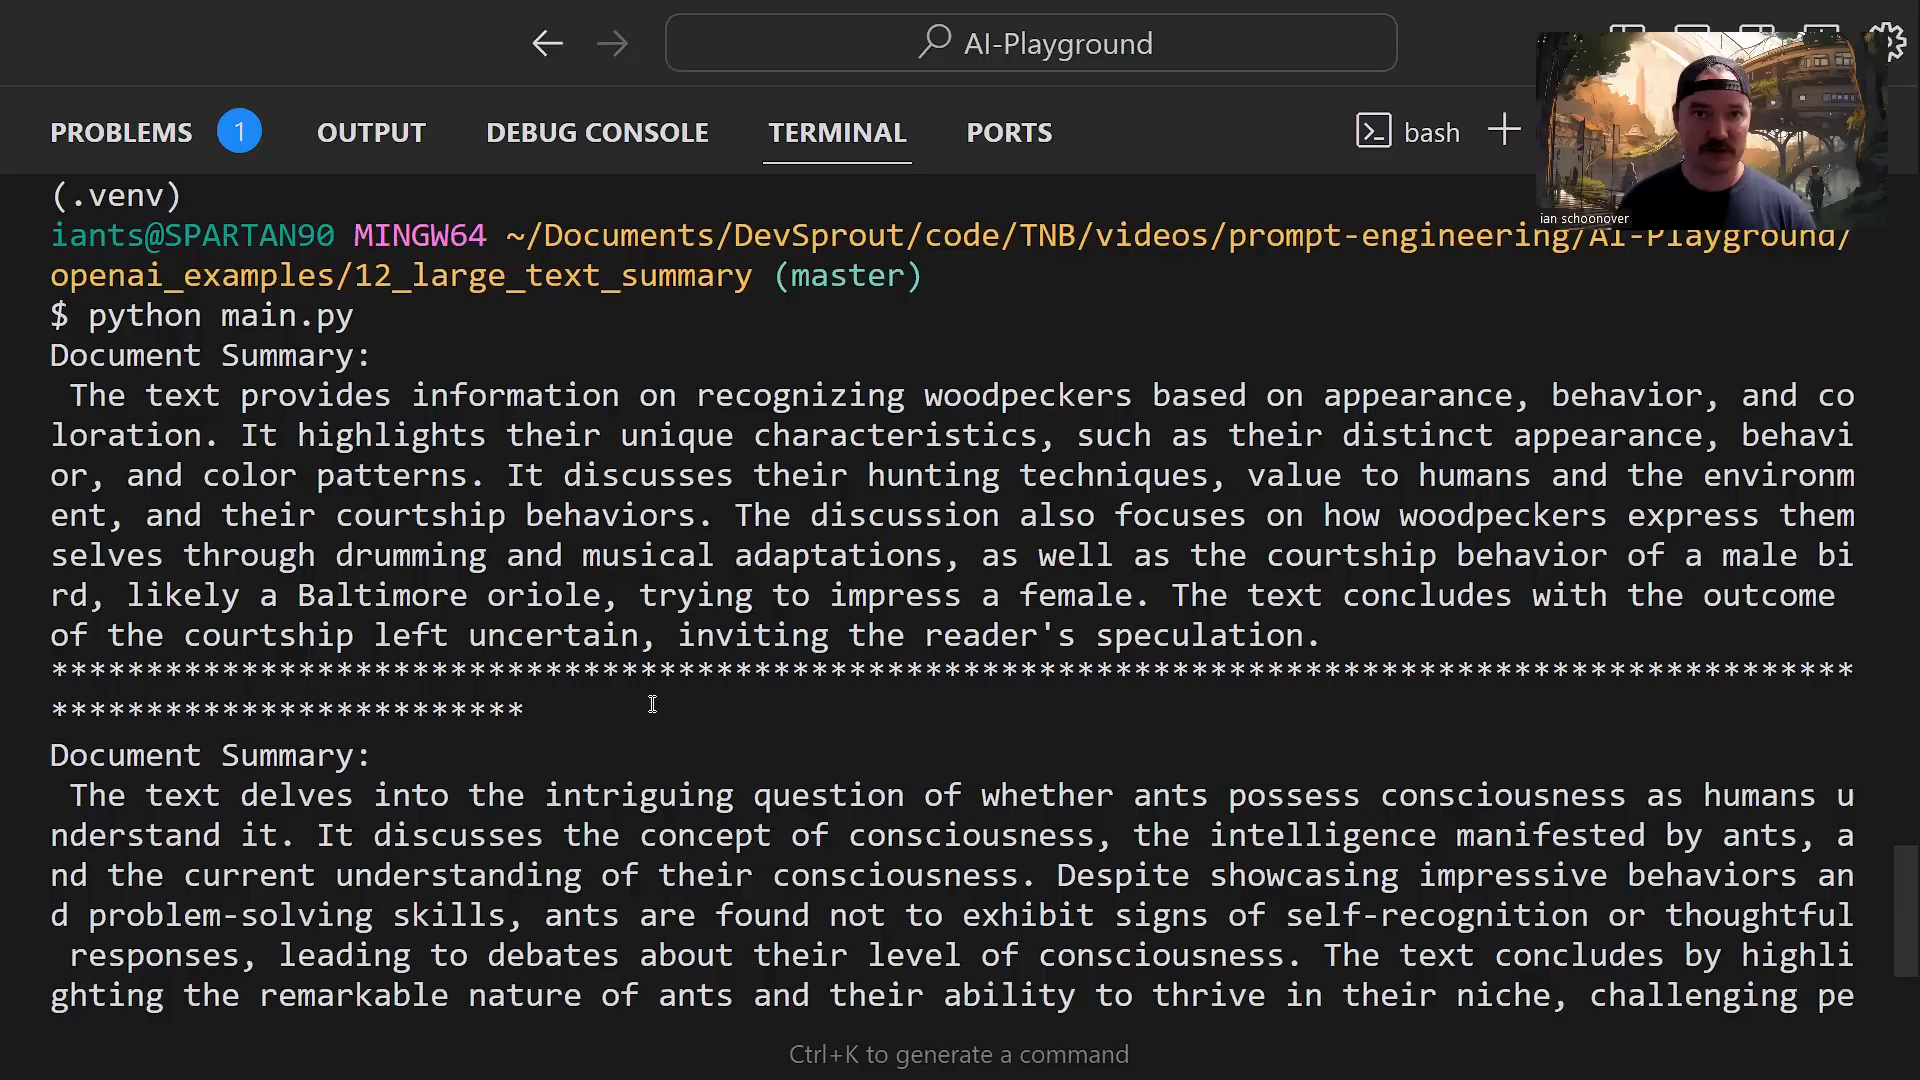 AI-Playground
PROBLEMS 1 OUTPUT DEBUG CONSOLE TERMINAL PORTS bash
ian schoonover
(.venv)
iants@SPARTAN90 MINGW64 ~/Documents/DevSprout/code/TNB/videos/prompt-engineering/AI-Playground/
openai_examples/12_large_text_summary (master)
$ python main.py
Document Summary:
The text provides information on recognizing woodpeckers based on appearance, behavior, and co
loration. It highlights their unique characteristics, such as their distinct appearance, behavi
or, and color patterns. It discusses their hunting techniques, value to humans and the environm
ent, and their courtship behaviors. The discussion also focuses on how woodpeckers express them
selves through drumming and musical adaptations, as well as the courtship behavior of a male bi
rd, likely a Baltimore oriole, trying to impress a female. The text concludes with the outcome
of the courtship left uncertain, inviting the reader's speculation.
***********************************************************************************************
*************************
Document Summary:
The text delves into the intriguing question of whether ants possess consciousness as humans u
nderstand it. It discusses the concept of consciousness, the intelligence manifested by ants, a
nd the current understanding of their consciousness. Despite showcasing impressive behaviors an
d problem-solving skills, ants are found not to exhibit signs of self-recognition or thoughtful
responses, leading to debates about their level of consciousness. The text concludes by highli
ghting the remarkable nature of ants and their ability to thrive in their niche, challenging pe
Ctrl+K to generate a command